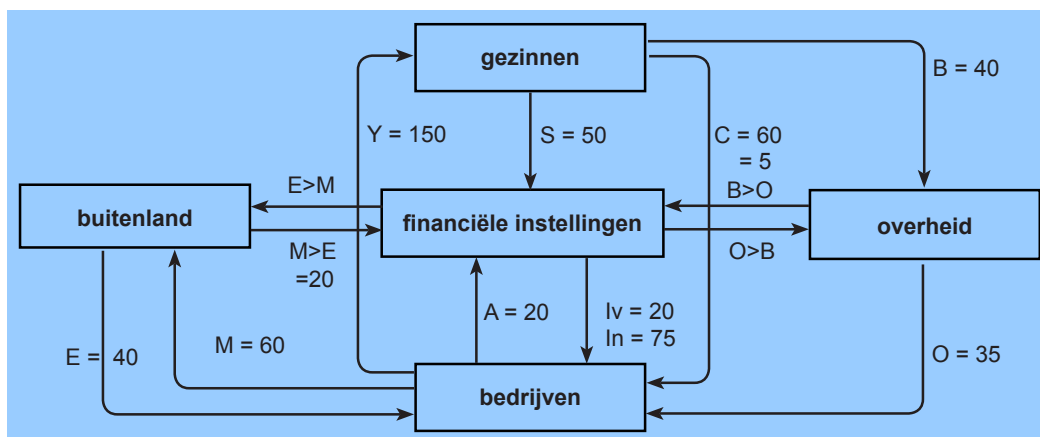 gezinnen
B = 40
Y = 150
S = 50
C = 60
= 5
E>M
B>O
buitenland
financiële instellingen
overheid
M>E
=20
O>B
A = 20
Iv = 20
In = 75
E = 40
M = 60
O = 35
bedrijven